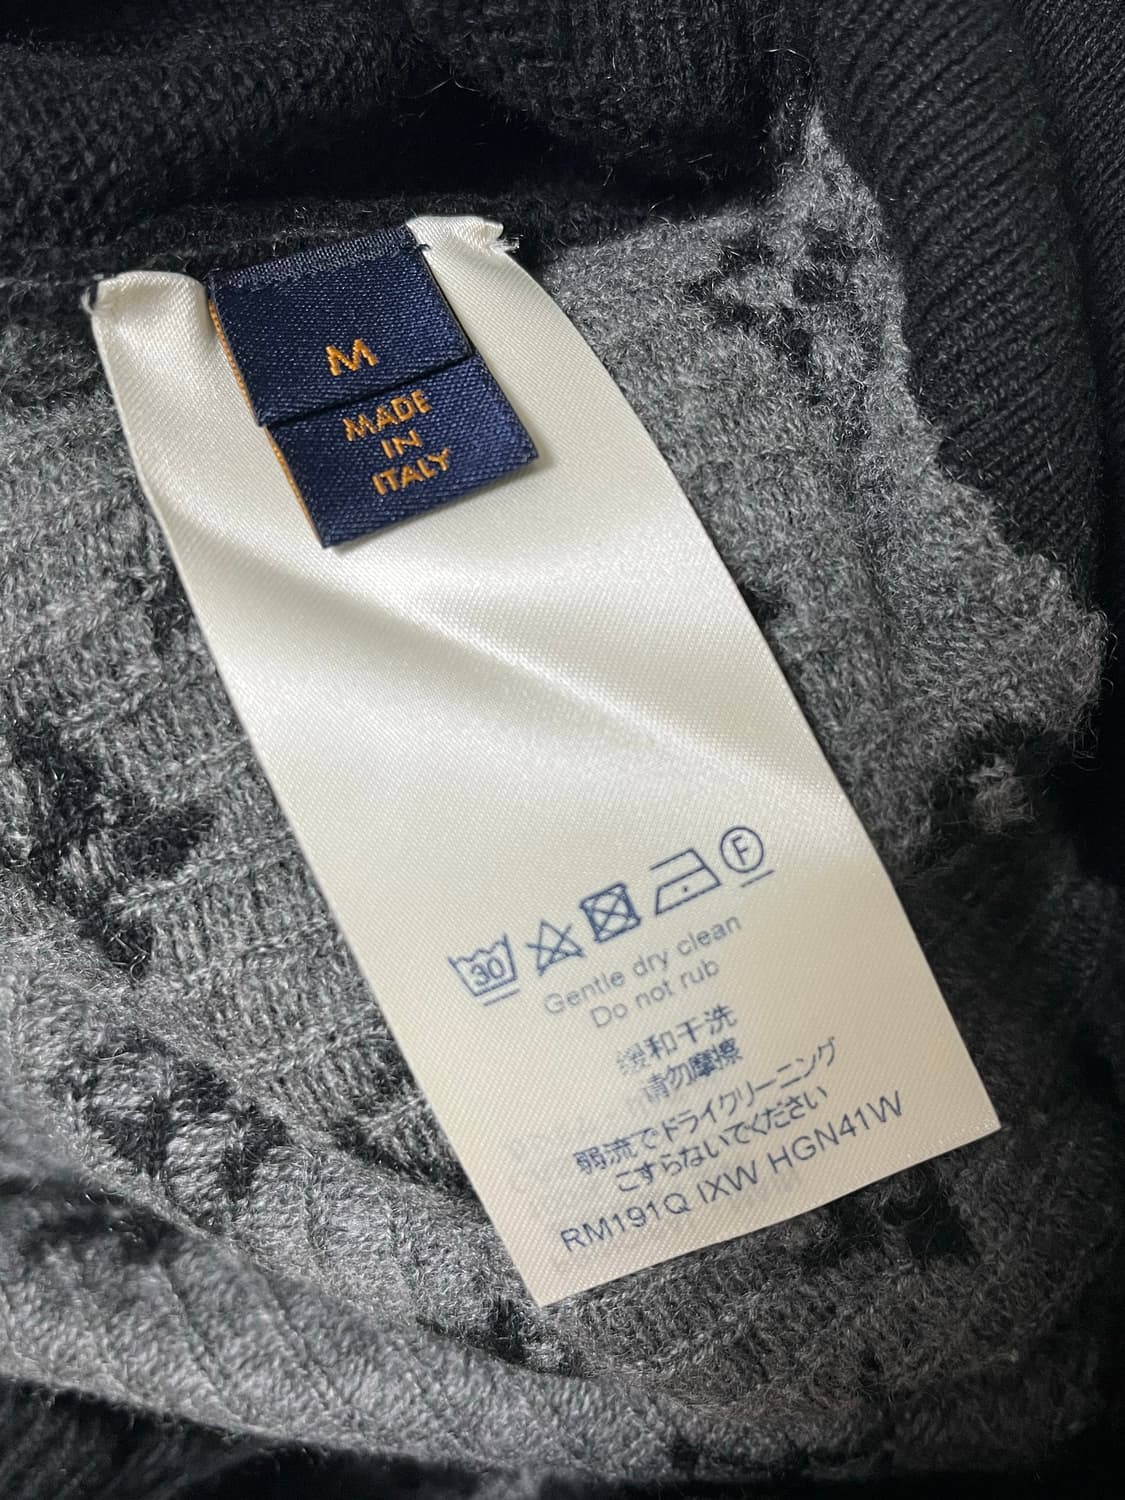 M
MADE
IN
ITALY
30
F
Gentle dry clean
Do not rub
缓和干洗
请勿摩擦
弱流でドライクリーニング
こすらないでください
RM191Q IXW HGN41W